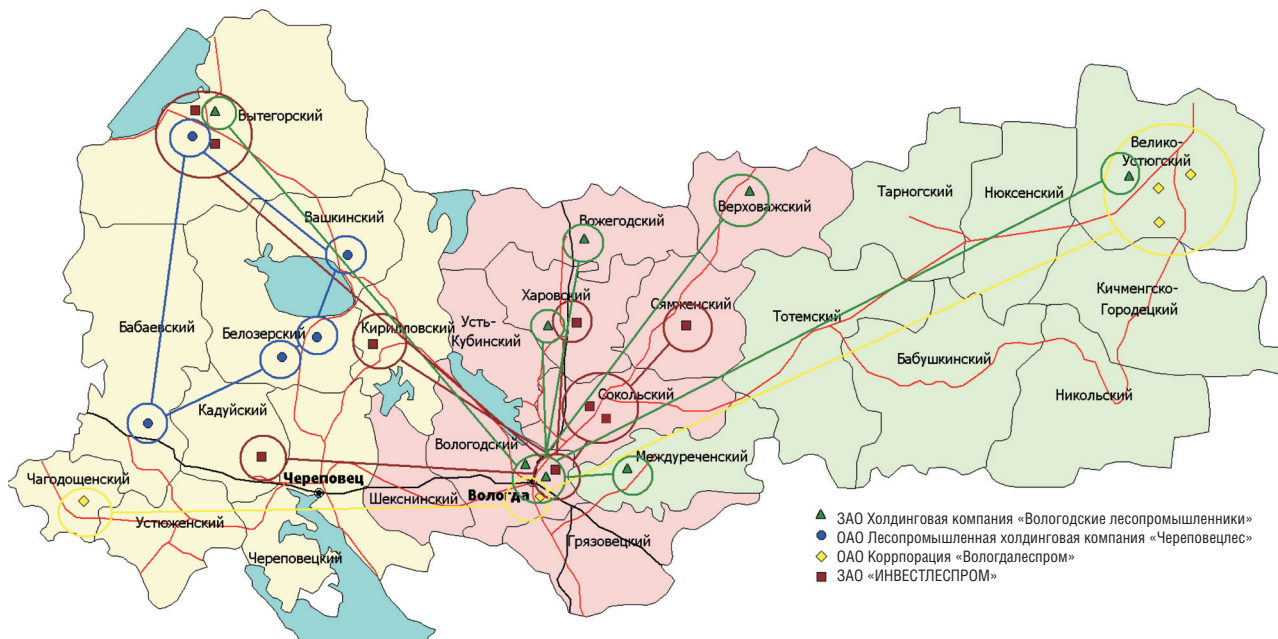 Вытегорский
Велико-
Устюгский
Тарногский
Нюксенский
Вашкинский
Вожегодский
Верховажский
Кичменгско-
Городецкий
Харовский
Сямженский
Тотемский
Бабаевский
Белозерский
Кирилловский
Усть-
Кубинский
Бабушкинский
Никольский
Кадуйский
Сокольский
Вологодский
Междуреченский
Чагодощенский
Череповец
Шекснинский
Вологда
Устюженский
Грязовецкий
Череповецкий
ЗАО Холдинговая компания «Вологодские лесопромышленники»
ОАО Лесопромышленная холдинговая компания «Череповецлес»
ОАО Коррпорация «Вологдалеспром»
ЗАО «ИНВЕСТЛЕСПРОМ»